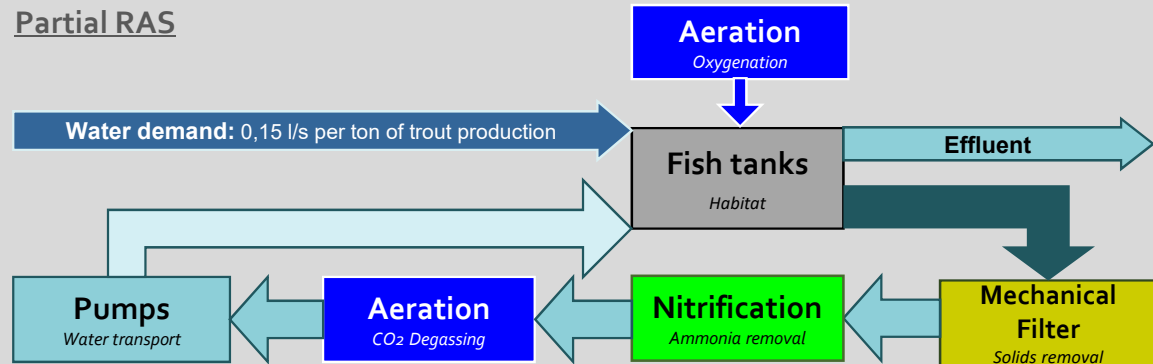 Partial RAS
Aeration
Oxygenation
Water demand: 0,15 l/s per ton of trout production
Effluent
Fish tanks
Habitat
Pumps
Water transport
Aeration
CO2 Degassing
Nitrification
Ammonia removal
Mechanical
Filter
Solids removal